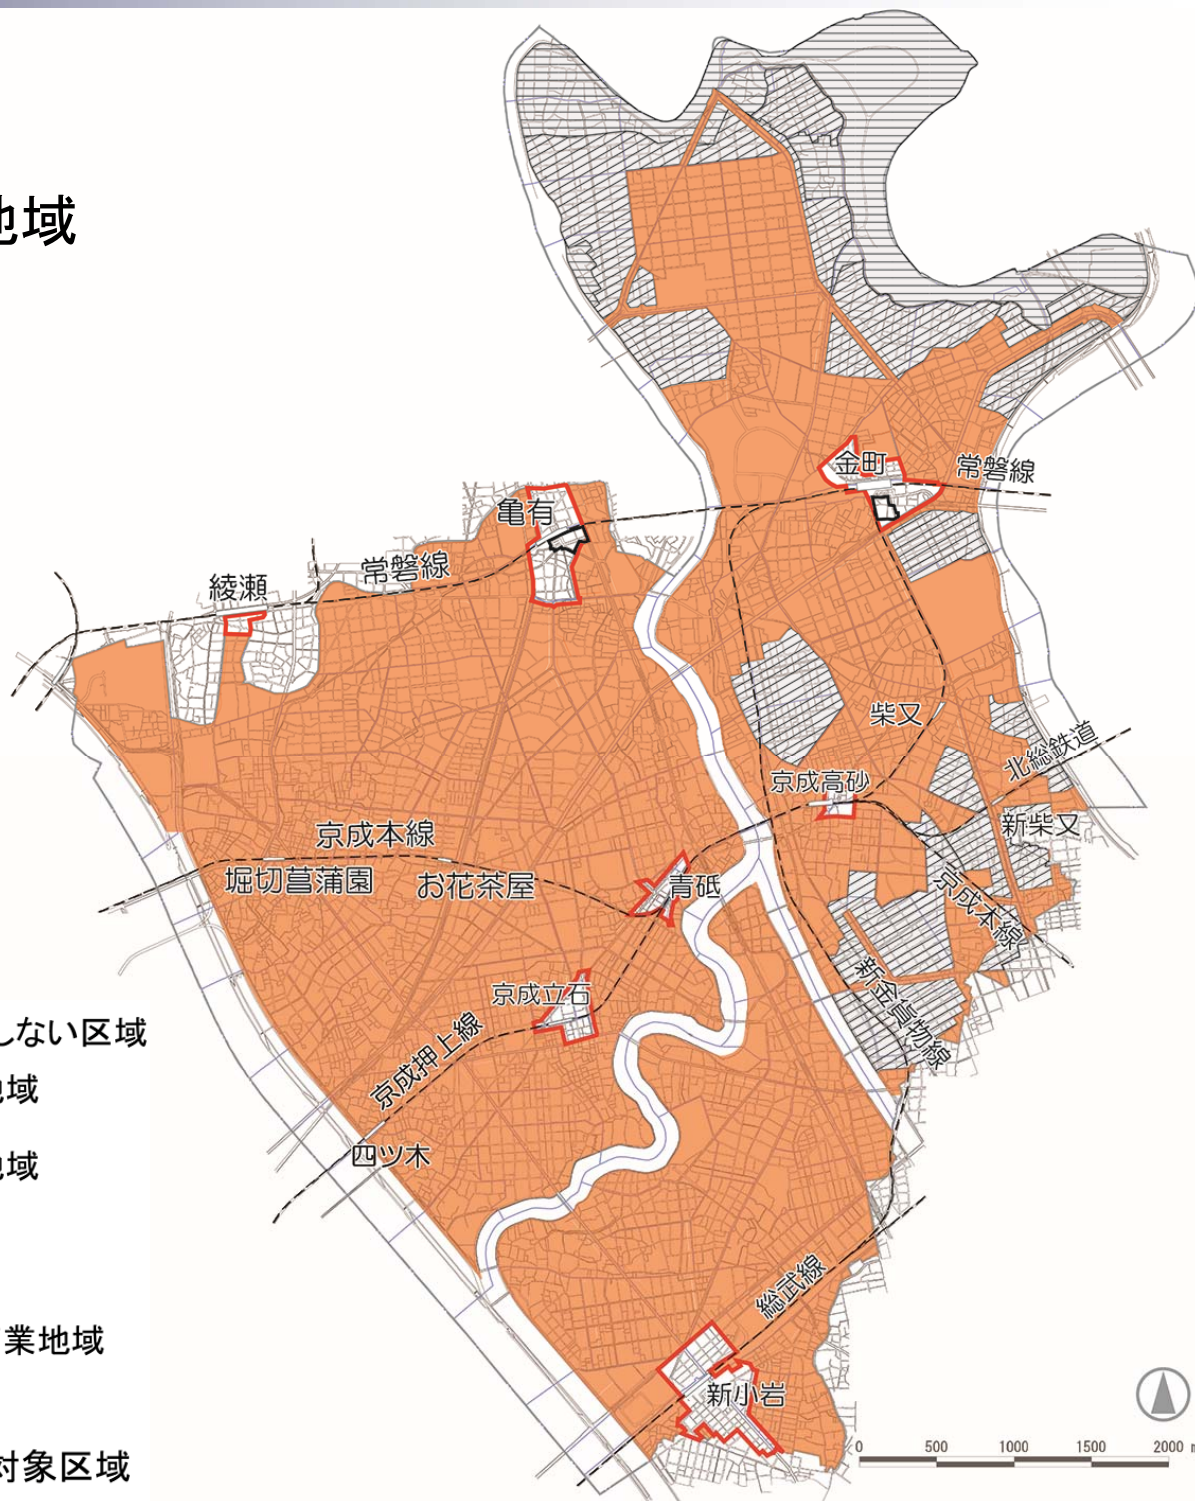 地域
金町
常磐線
亀有
常磐線
綾瀬
柴又
北総鉄道
京成高砂
新柴又
京成本線
堀切菖蒲園
お花茶屋
青砥
京成本線
新金貨物線
京成立石
京成押上線
四ツ木
しない区域
地域
地域
総武線
業地域
新小岩
0 500 1000 1500 2000 m
対象区域